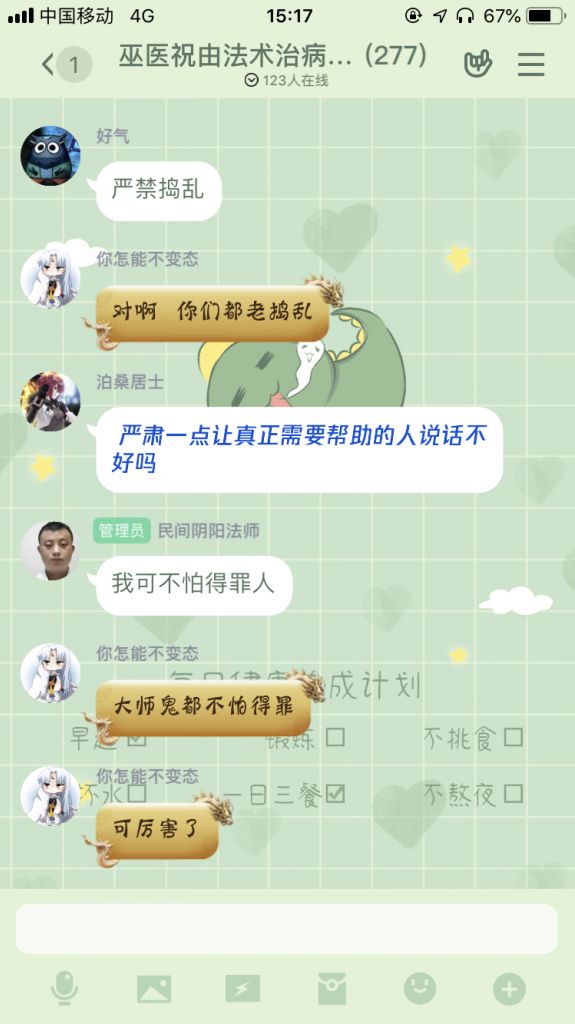 中国移动 4G 15:17 67%
1 巫医祝由法术治病... (277)
123人在线
好气
严禁捣乱
你怎能不变态
对啊 你们都老捣乱
泊桑居士
严肃一点让真正需要帮助的人说话不
好吗
管理员 民间阴阳法师
我可不怕得罪人
你怎能不变态
成计划
大师鬼都不怕得罪
早起 锻炼 不挑食
你怎能不变态
杯水 一日三餐 不熬夜
可厉害了